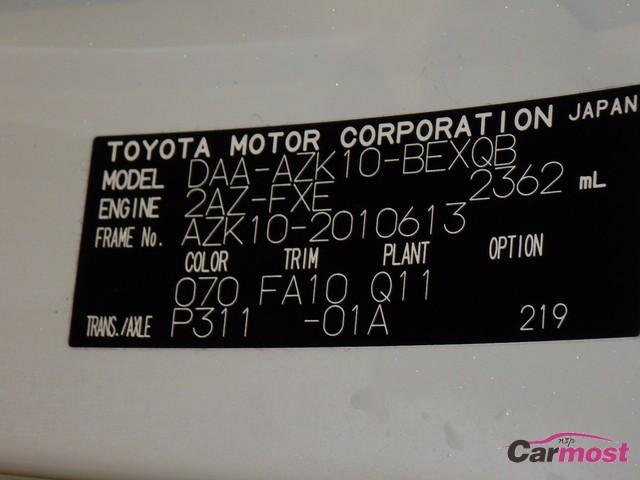 TOYOTA MOTOR CORPORATION JAPAN
MODEL DAA-AZK10-BEXQB
ENGINE 2AZ-FXE 2362 mL
FRAME No. AZK10-2010613
COLOR TRIM PLANT OPTION
070 FA10 Q11
TRANS./AXLE P311 -01A 219
nsp
Carmost